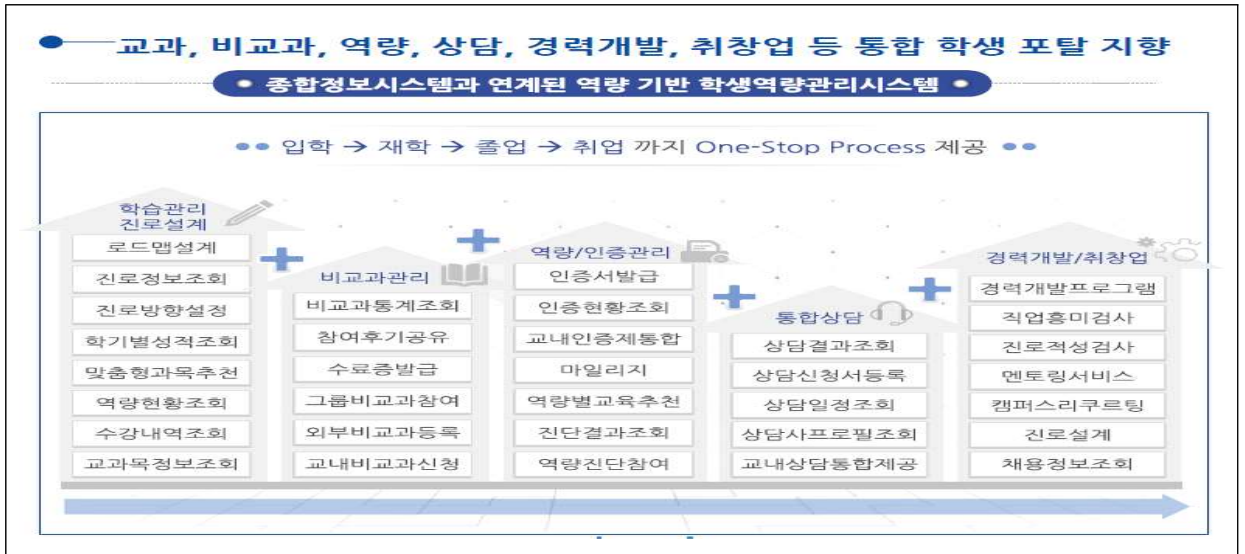 교과, 비교과, 역량, 상담, 경력개발, 취창업 등 통합 학생 포탈 지향
종합정보시스템과 연계된 역량 기반 학생역량관리시스템
입학 → 재학 → 졸업 → 취업 까지 One-Stop Process 제공
학습관리
진로설계
로드맵설계
진로정보조회
진로방향설정
학기별성적조회
맞춤형과목추천
역량현황조회
수강내역조회
교과목정보조회
비교과관리
비교과통계조회
참여후기공유
수료증발급
그룹비교과참여
외부비교과등록
교내비교과신청
역량/인증관리
인증서발급
인증현황조회
교내인증제통합
마일리지
역량별교육추천
진단결과조회
역량진단참여
통합상담
상담결과조회
상담신청서등록
상담일정조회
상담사프로필조회
교내상담통합제공
경력개발/취창업
경력개발프로그램
직업흥미검사
진로적성검사
멘토링서비스
캠퍼스리쿠르팅
진로설계
채용정보조회